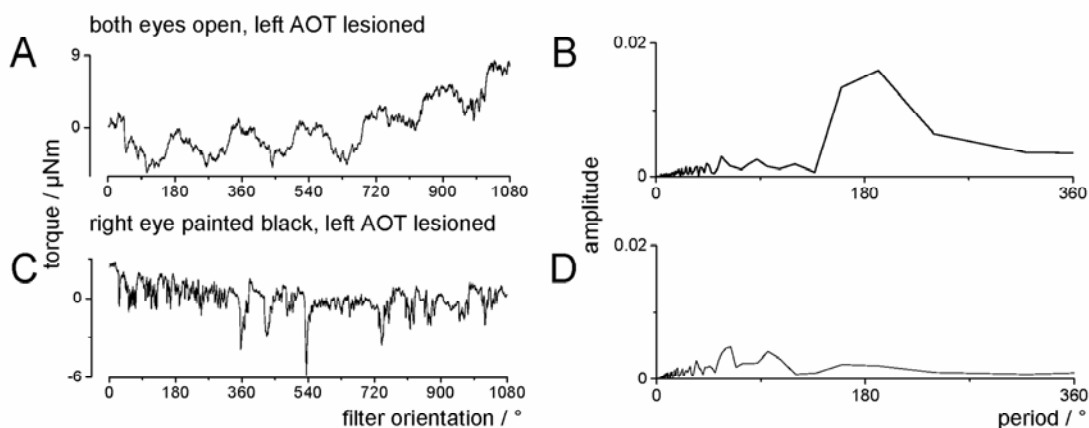 both eyes open, left AOT lesioned
A
9
0
0 180 360 540 720 900 1080
B
0.02
0
0 180 360
torque / µNm
amplitude
right eye painted black, left AOT lesioned
C
0
-6
0 180 360 540 720 900 1080
filter orientation / °
D
0.02
0
0 180 360
period / °